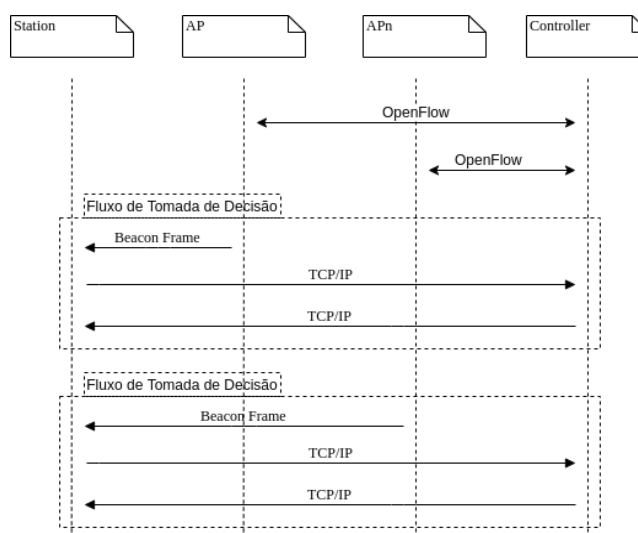 Station
AP
APn
Controller
OpenFlow
OpenFlow
Fluxo de Tomada de Decisão
Beacon Frame
TCP/IP
TCP/IP
Fluxo de Tomada de Decisão
Beacon Frame
TCP/IP
TCP/IP